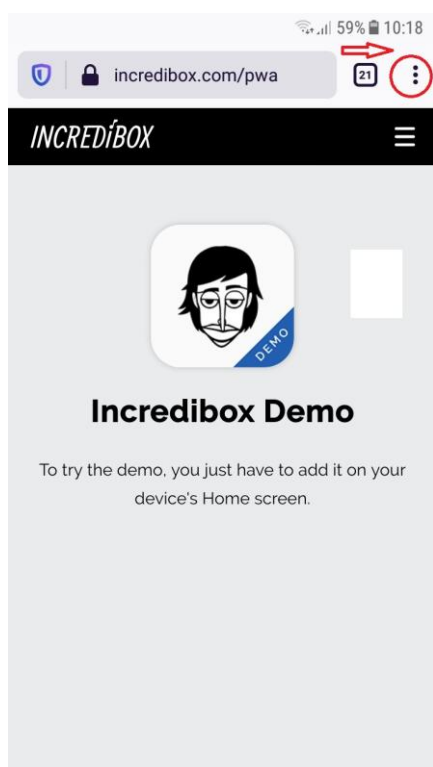 59% 10:18
incredibox.com/pwa 21
INCREDIBOX
DEMO
Incredibox Demo
To try the demo, you just have to add it on your
device's Home screen.